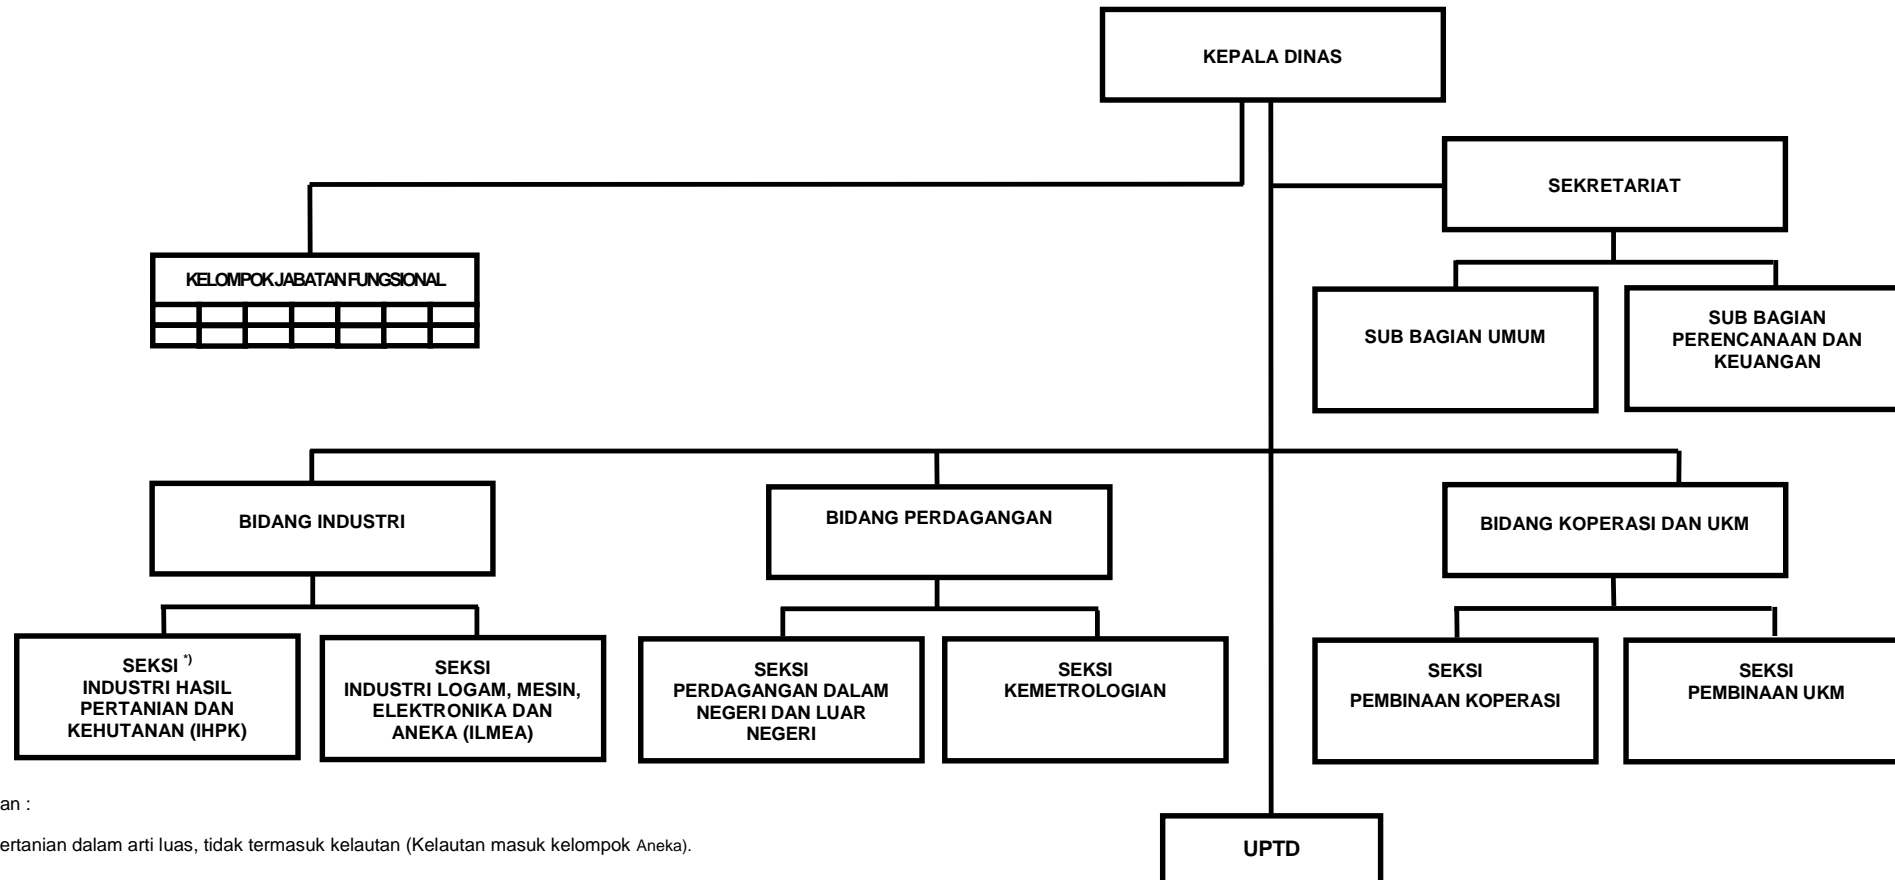 KEPALA DINAS
SEKRETARIAT
KELOMPOK JABATAN FUNGSIONAL
SUB BAGIAN UMUM
SUB BAGIAN
PERENCANAAN DAN
KEUANGAN
BIDANG INDUSTRI
BIDANG PERDAGANGAN
BIDANG KOPERASI DAN UKM
SEKSI *)
INDUSTRI HASIL
PERTANIAN DAN
KEHUTANAN (IHPK)
SEKSI
INDUSTRI LOGAM, MESIN,
ELEKTRONIKA DAN
ANEKA (ILMEA)
SEKSI
PERDAGANGAN DALAM
NEGERI DAN LUAR
NEGERI
SEKSI
KEMETROLOGIAN
SEKSI
PEMBINAAN KOPERASI
SEKSI
PEMBINAAN UKM
an :
ertanian dalam arti luas, tidak termasuk kelautan (Kelautan masuk kelompok Aneka).
UPTD